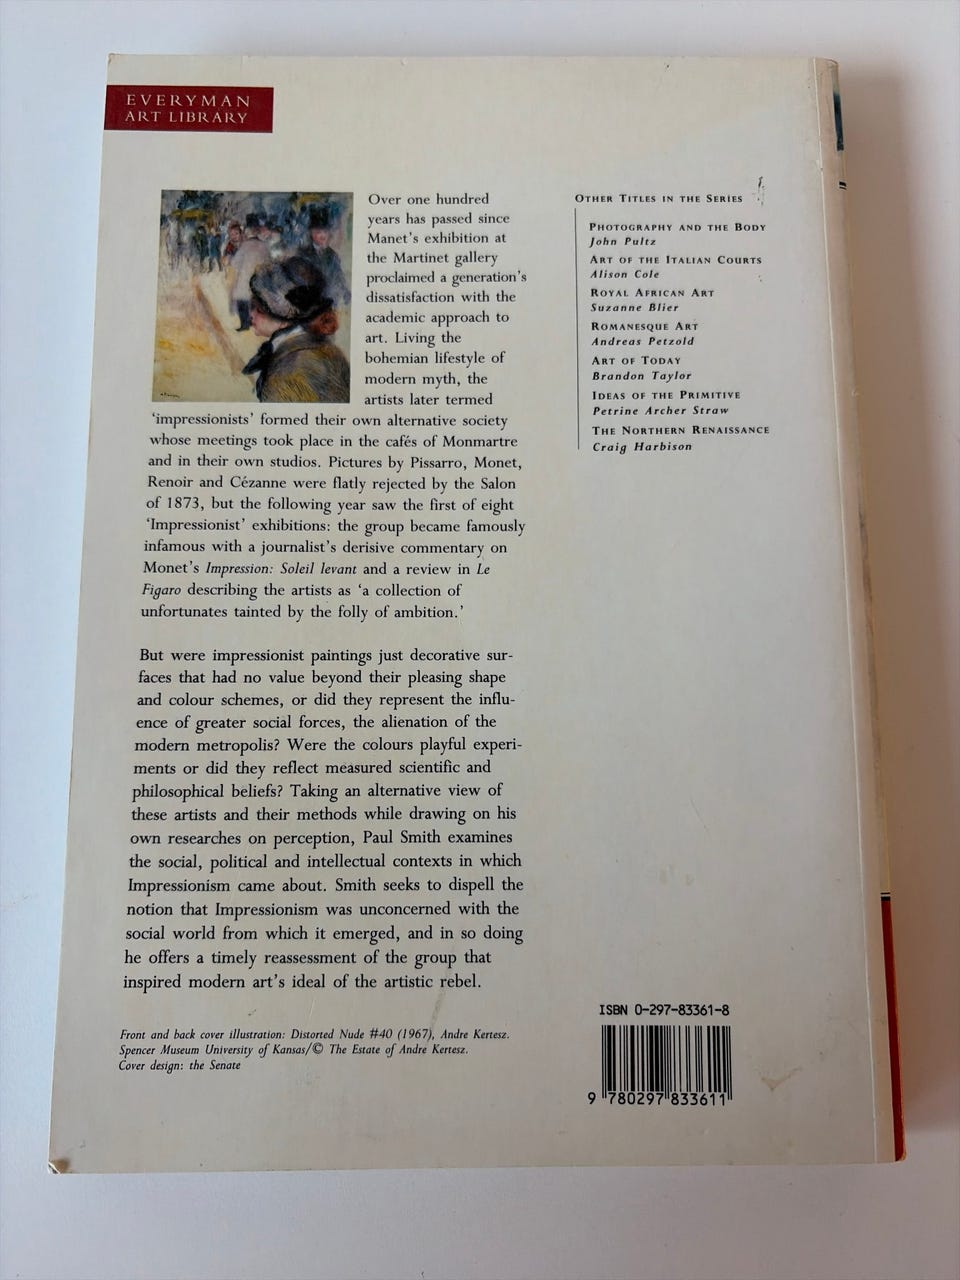 EVERYMAN
ART LIBRARY
Over one hundred
years has passed since
Manet's exhibition at
the Martinet gallery
proclaimed a generation's
dissatisfaction with the
academic approach to
art. Living the
bohemian lifestyle of
modern myth, the
artists later termed
'impressionists' formed their own alternative society
whose meetings took place in the cafés of Monmartre
and in their own studios. Pictures by Pissarro, Monet,
Renoir and Cézanne were flatly rejected by the Salon
of 1873, but the following year saw the first of eight
'Impressionist' exhibitions: the group became famously
infamous with a journalist's derisive commentary on
Monet's Impression: Soleil levant and a review in Le
Figaro describing the artists as 'a collection of
unfortunates tainted by the folly of ambition.'
But were impressionist paintings just decorative sur-
faces that had no value beyond their pleasing shape
and colour schemes, or did they represent the influ-
ence of greater social forces, the alienation of the
modern metropolis? Were the colours playful experi-
ments or did they reflect measured scientific and
philosophical beliefs? Taking an alternative view of
these artists and their methods while drawing on his
own researches on perception, Paul Smith examines
the social, political and intellectual contexts in which
Impressionism came about. Smith seeks to dispell the
notion that Impressionism was unconcerned with the
social world from which it emerged, and in so doing
he offers a timely reassessment of the group that
inspired modern art's ideal of the artistic rebel.
Front and back cover illustration: Distorted Nude #40 (1967), Andre Kertesz.
Spencer Museum University of Kansas/© The Estate of Andre Kertesz.
Cover design: the Senate
OTHER TITLES IN THE SERIES
PHOTOGRAPHY AND THE BODY
John Pultz
ART OF THE ITALIAN COURTS
Alison Cole
ROYAL AFRICAN ART
Suzanne Blier
ROMANESQUE ART
Andreas Petzold
ART OF TODAY
Brandon Taylor
IDEAS OF THE PRIMITIVE
Petrine Archer Straw
THE NORTHERN RENAISSANCE
Craig Harbison
ISBN 0-297-83361-8
9 780297 833611